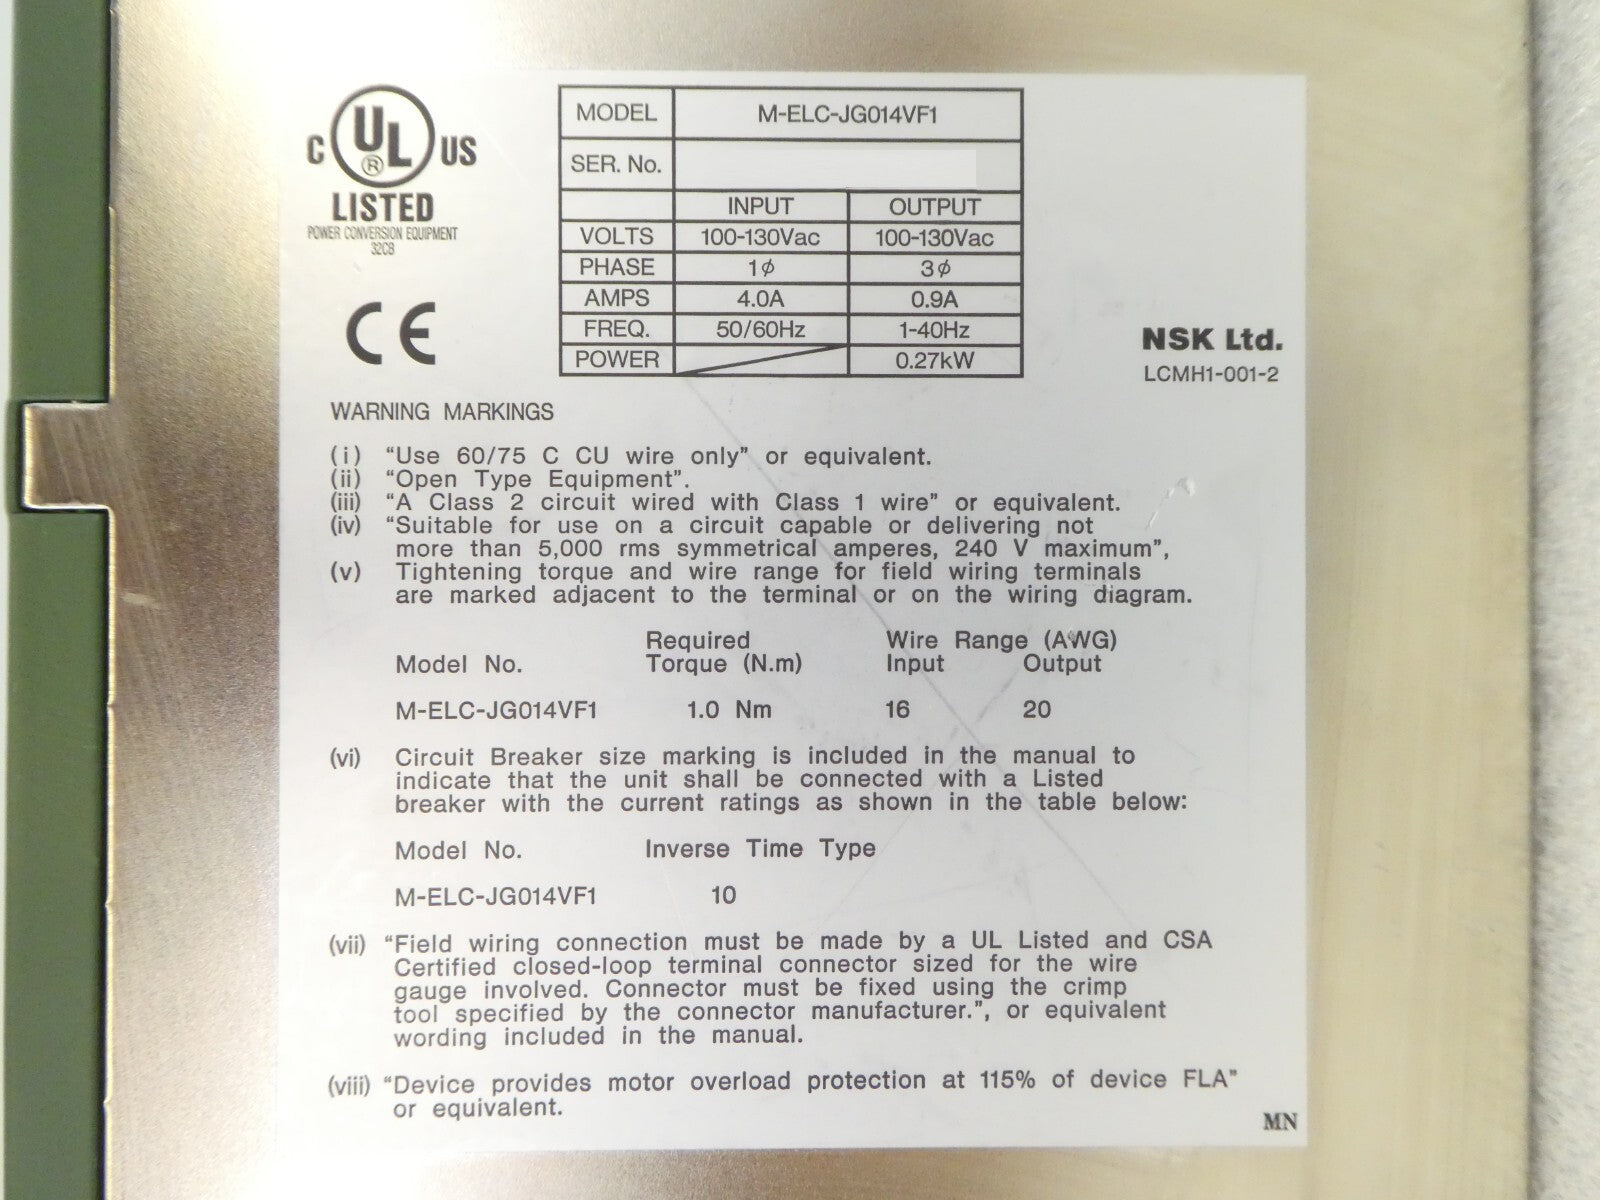 C UL US
®
LISTED
POWER CONVERSION EQUIPMENT
32C8
CE
MODEL M-ELC-JG014VF1
SER. No.
INPUT OUTPUT
VOLTS 100-130Vac 100-130Vac
PHASE 1ϕ 3ϕ
AMPS 4.0A 0.9A
FREQ. 50/60Hz 1-40Hz
POWER 0.27kW
NSK Ltd.
LCMH1-001-2
WARNING MARKINGS
(i) “Use 60/75 C CU wire only” or equivalent.
(ii) “Open Type Equipment”.
(iii) “A Class 2 circuit wired with Class 1 wire” or equivalent.
(iv) “Suitable for use on a circuit capable or delivering not
more than 5,000 rms symmetrical amperes, 240 V maximum”,
(v) Tightening torque and wire range for field wiring terminals
are marked adjacent to the terminal or on the wiring diagram.
Required Wire Range (AWG)
Model No. Torque (N.m) Input Output
M-ELC-JG014VF1 1.0 Nm 16 20
(vi) Circuit Breaker size marking is included in the manual to
indicate that the unit shall be connected with a Listed
breaker with the current ratings as shown in the table below:
Model No. Inverse Time Type
M-ELC-JG014VF1 10
(vii) “Field wiring connection must be made by a UL Listed and CSA
Certified closed-loop terminal connector sized for the wire
gauge involved. Connector must be fixed using the crimp
tool specified by the connector manufacturer.”, or equivalent
wording included in the manual.
(viii) “Device provides motor overload protection at 115% of device FLA”
or equivalent.
MN